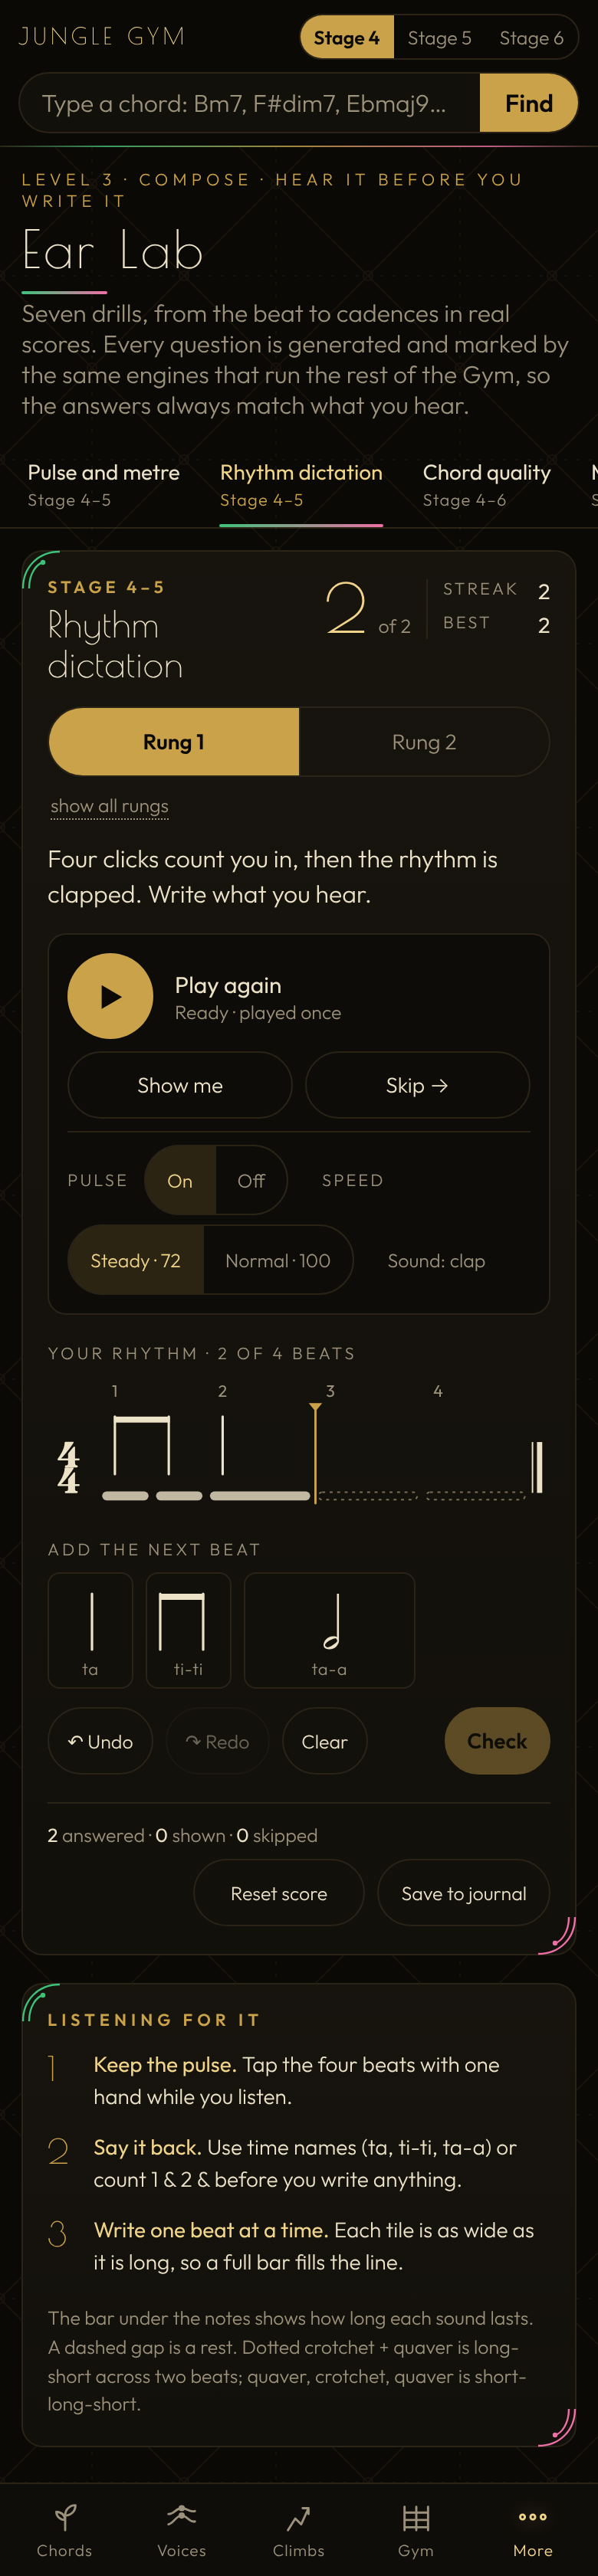 JUNGLE GYM
Stage 4 Stage 5 Stage 6
Type a chord: Bm7, F#dim7, Ebmaj9... Find
LEVEL 3 · COMPOSE · HEAR IT BEFORE YOU
WRITE IT
Ear Lab
Seven drills, from the beat to cadences in real
scores. Every question is generated and marked by
the same engines that run the rest of the Gym, so
the answers always match what you hear.
Pulse and metre Rhythm dictation Chord quality
Stage 4–5 Stage 4–5 Stage 4–6
STAGE 4–5
Rhythm
dictation
2 of 2
STREAK 2
BEST 2
Rung 1 Rung 2
show all rungs
Four clicks count you in, then the rhythm is
clapped. Write what you hear.
Play again
Ready · played once
Show me Skip →
PULSE On Off SPEED
Steady · 72 Normal · 100 Sound: clap
YOUR RHYTHM · 2 OF 4 BEATS
1 2 3 4
4
4
ADD THE NEXT BEAT
ta ti-ti ta-a
↶ Undo ↷ Redo Clear Check
2 answered · 0 shown · 0 skipped
Reset score Save to journal
LISTENING FOR IT
1 Keep the pulse. Tap the four beats with one
hand while you listen.
2 Say it back. Use time names (ta, ti-ti, ta-a) or
count 1 & 2 & before you write anything.
3 Write one beat at a time. Each tile is as wide as
it is long, so a full bar fills the line.
The bar under the notes shows how long each sound lasts.
A dashed gap is a rest. Dotted crotchet + quaver is long-
short across two beats; quaver, crotchet, quaver is short-
long-short.
Chords Voices Climbs Gym More